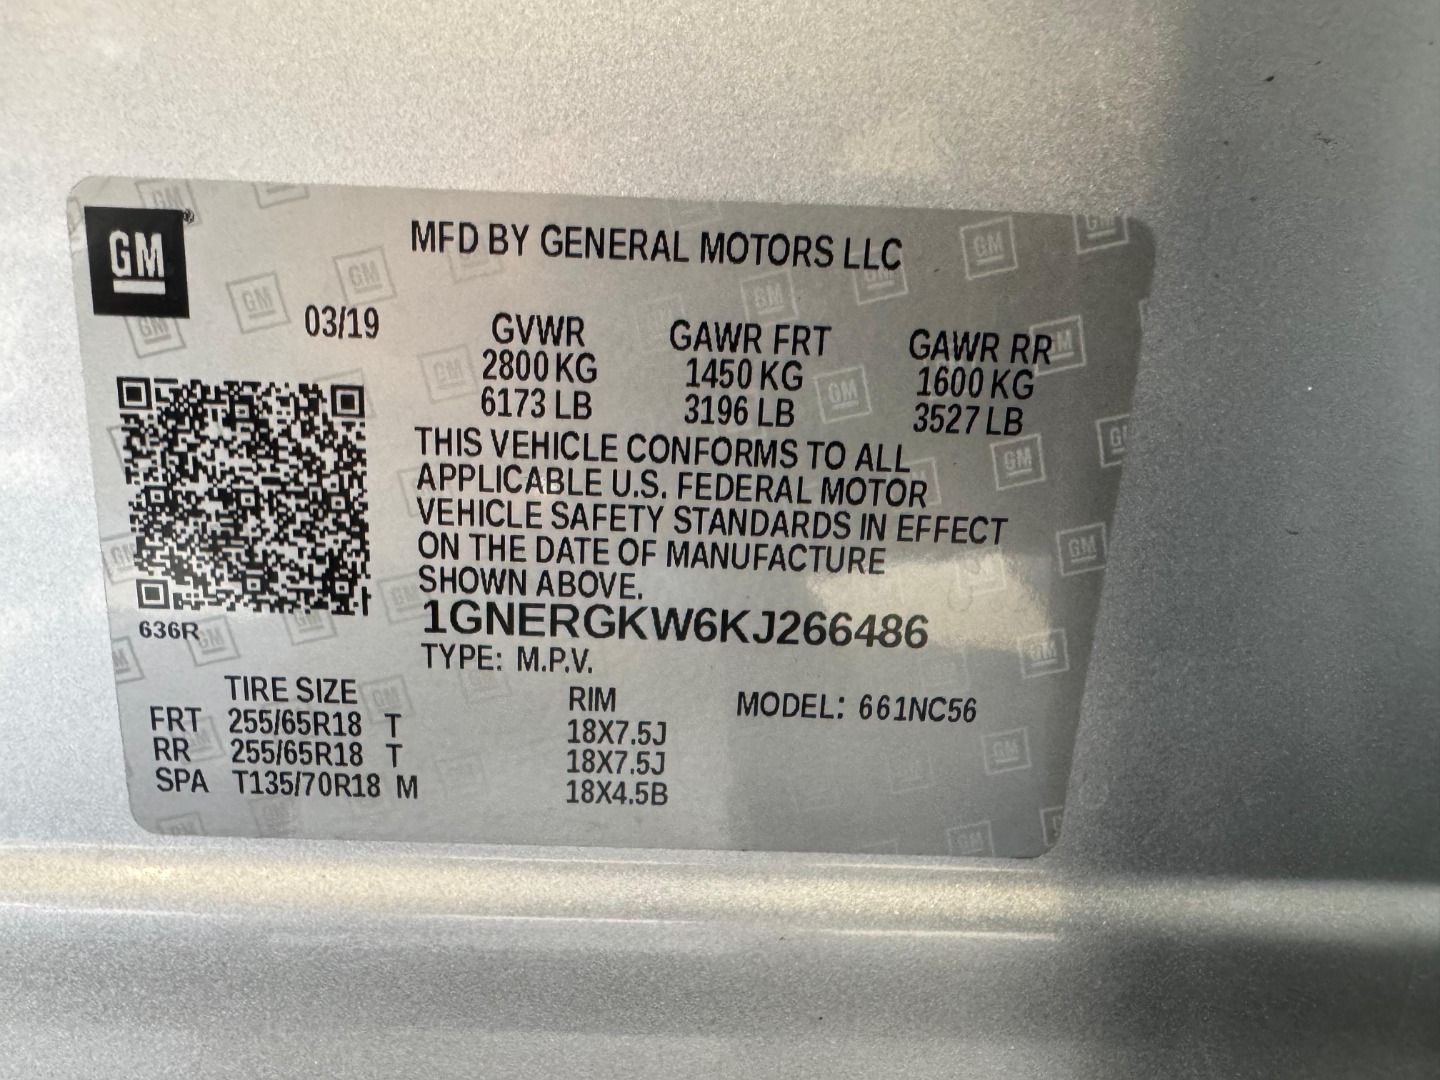 GM
MFD BY GENERAL MOTORS LLC
03/19 GVWR GAWR FRT GAWR RR
2800 KG 1450 KG 1600 KG
6173 LB 3196 LB 3527 LB
THIS VEHICLE CONFORMS TO ALL
APPLICABLE U.S. FEDERAL MOTOR
VEHICLE SAFETY STANDARDS IN EFFECT
ON THE DATE OF MANUFACTURE
SHOWN ABOVE.
636R
1GNERGKW6KJ266486
TYPE: M.P.V.
TIRE SIZE RIM MODEL: 661NC56
FRT 255/65R18 T 18X7.5J
RR 255/65R18 T 18X7.5J
SPA T135/70R18 M 18X4.5B